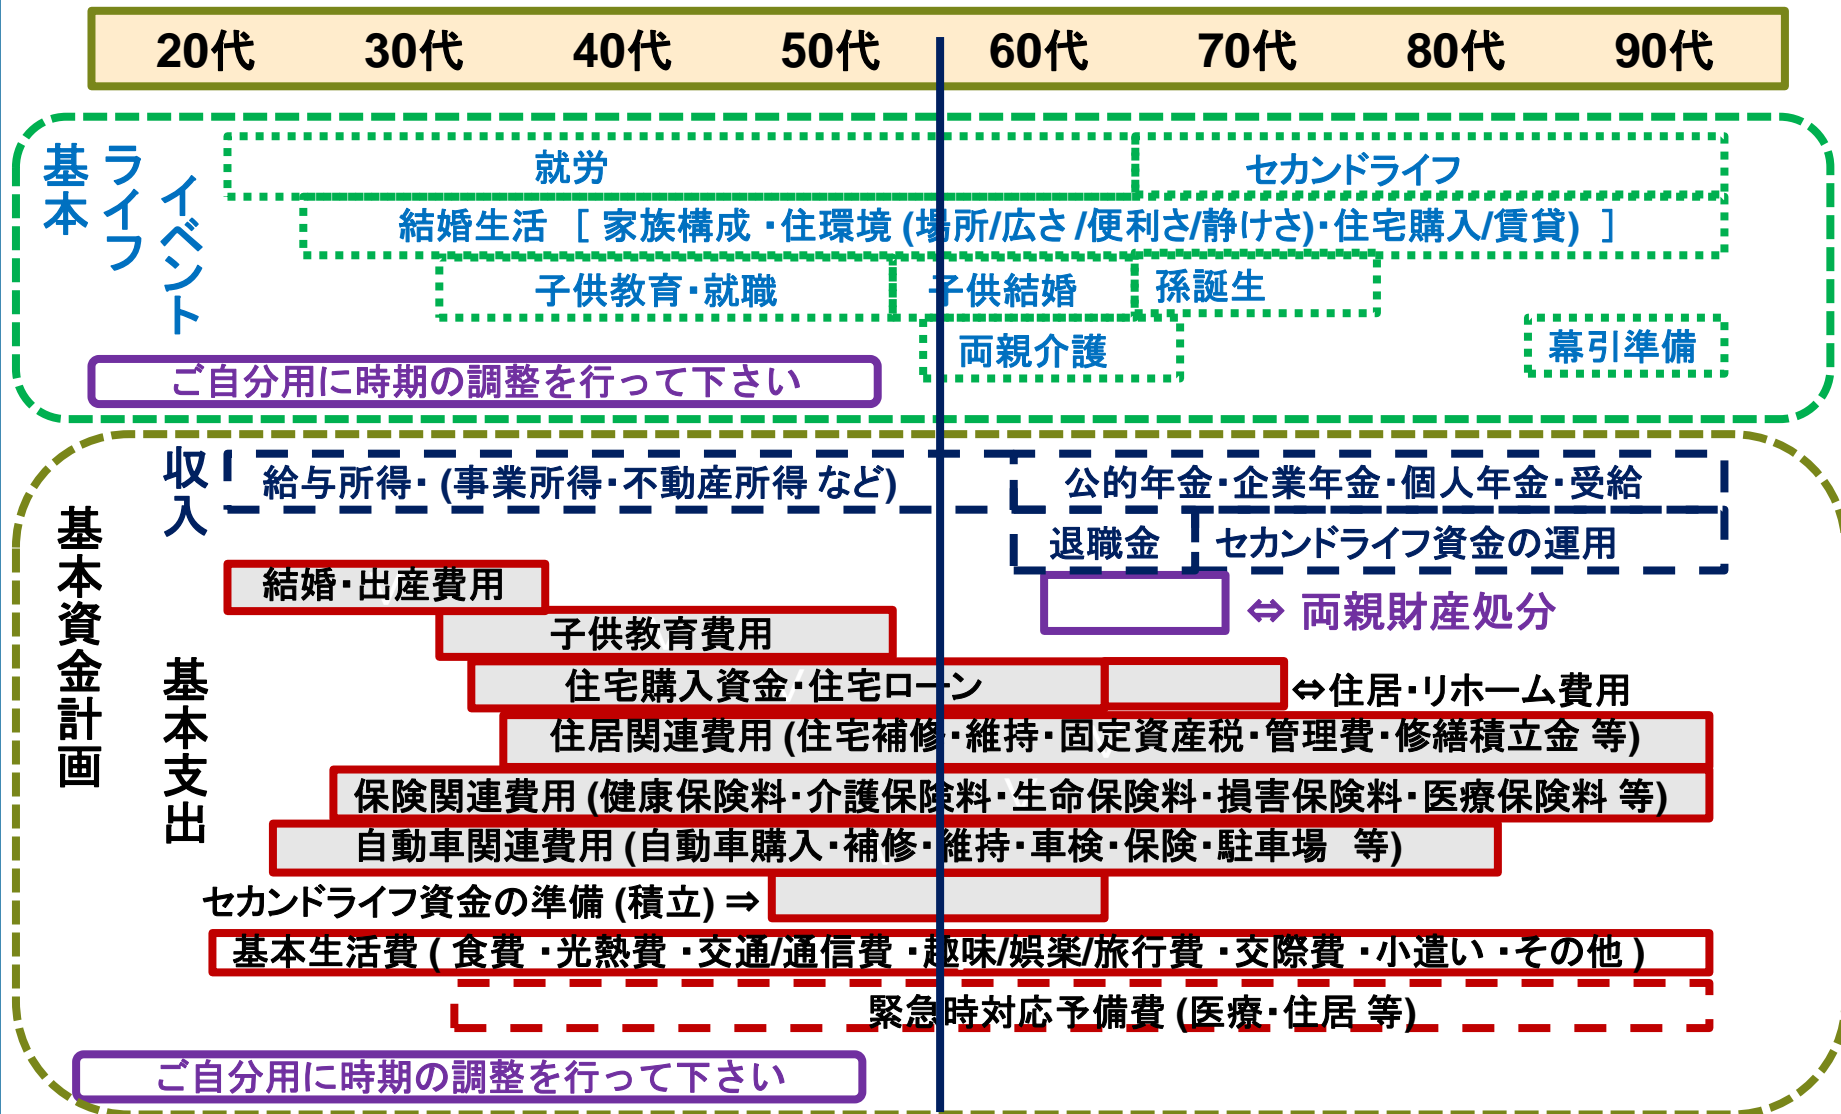 20代 30代 40代 50代 60代 70代 80代 90代
基本
ライフ
イベント
就労
セカンドライフ
結婚生活 [ 家族構成 ・住環境 (場所/広さ /便利さ/静けさ)・住宅購入/賃貸) ]
子供教育・就職
子供結婚
孫誕生
両親介護
幕引準備
ご自分用に時期の調整を行って下さい
基本資金計画
収入
給与所得・ (事業所得・不動産所得 など)
公的年金・企業年金・個人年金・受給
退職金
セカンドライフ資金の運用
⇔ 両親財産処分
基本支出
結婚・出産費用
子供教育費用
住宅購入資金・住宅ローン
⇔住居・リホーム費用
住居関連費用 (住宅補修・維持・固定資産税・管理費・修繕積立金 等)
保険関連費用 (健康保険料・介護保険料・生命保険料・損害保険料・医療保険料 等)
自動車関連費用 (自動車購入・補修・維持・車検・保険・駐車場 等)
セカンドライフ資金の準備 (積立) ⇒
基本生活費 ( 食費 ・光熱費 ・交通/通信費 ・趣味/娯楽/旅行費 ・交際費 ・小遣い ・その他 )
緊急時対応予備費 (医療・住居 等)
ご自分用に時期の調整を行って下さい